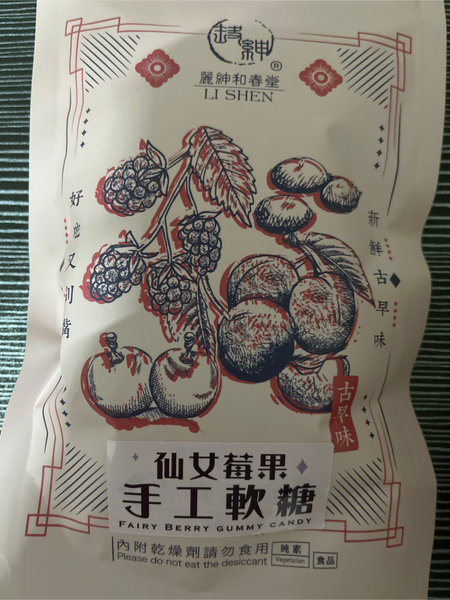 ®
麗紳和春堂
LI SHEN
好吃又刈嘴
新鮮古早味
古早味
仙女莓果
手工軟糖
FAIRY BERRY GUMMY CANDY
內附乾燥劑請勿食用
Please do not eat the desiccant
純素
Vegetarian
食品